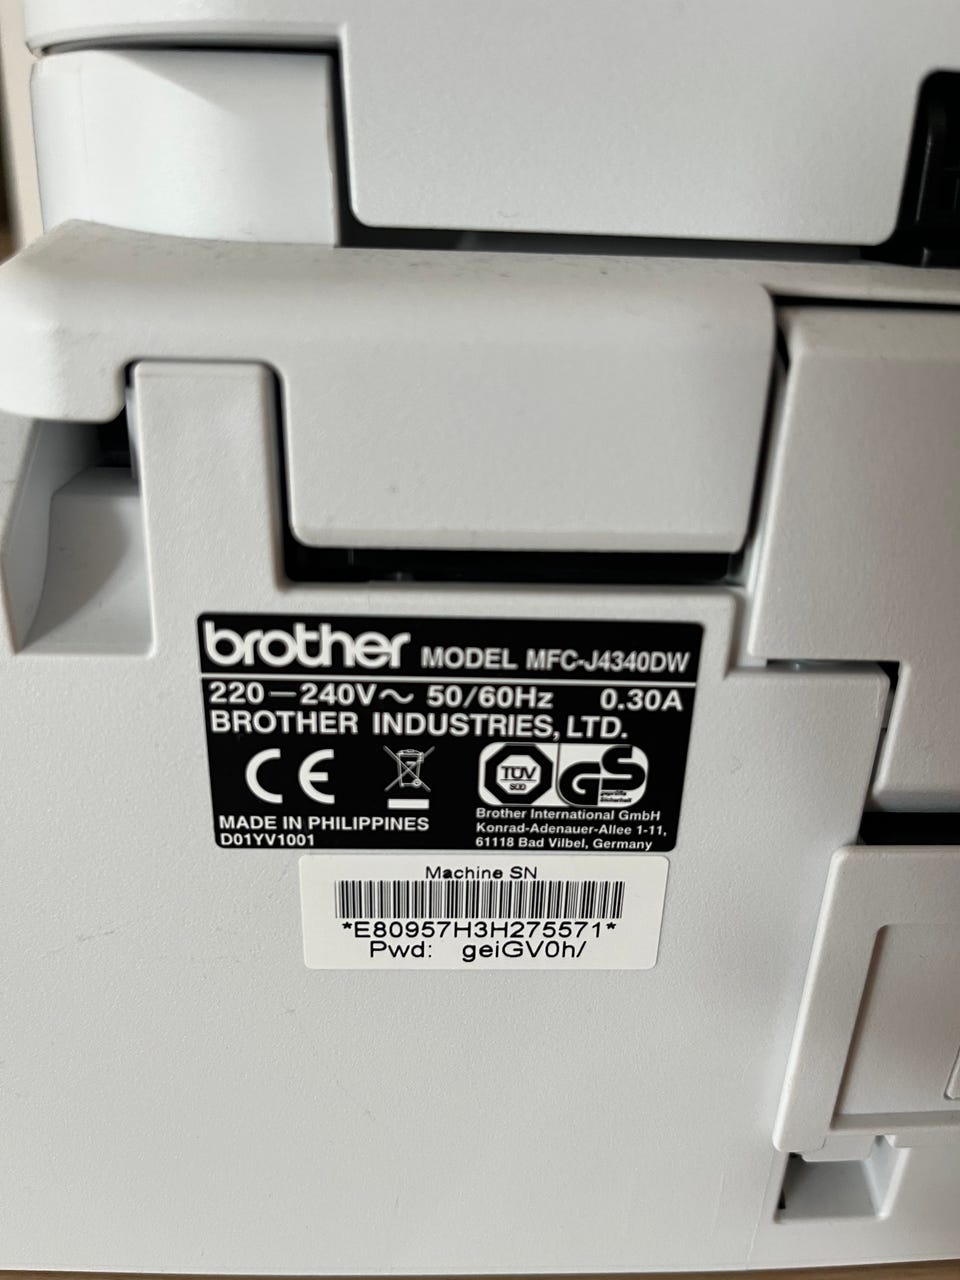 brother MODEL MFC-J4340DW
220—240V～ 50/60Hz 0.30A
BROTHER INDUSTRIES, LTD.
CE
TÜV
SÜD
GS
geprüfte
Sicherheit
MADE IN PHILIPPINES
D01YV1001
Brother International GmbH
Konrad-Adenauer-Allee 1-11,
61118 Bad Vilbel, Germany
Machine SN
*E80957H3H275571*
Pwd: geiGV0h/